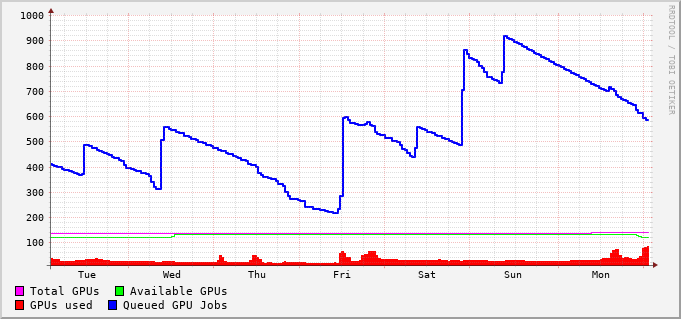 1000
900
800
700
600
500
400
300
200
100
Tue Wed Thu Fri Sat Sun Mon
RRDTOOL / TOBI OETIKER
Total GPUs Available GPUs
GPUs used Queued GPU Jobs